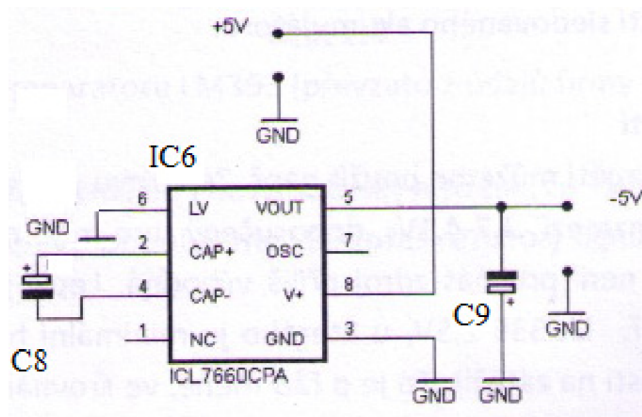 +5V
GND
IC6
6 LV VOUT 5
-5V
GND
2 CAP+ OSC 7
4 CAP- V+ 8
C8
C9
GND
1 NC GND 3
ICL7660CPA
GND GND